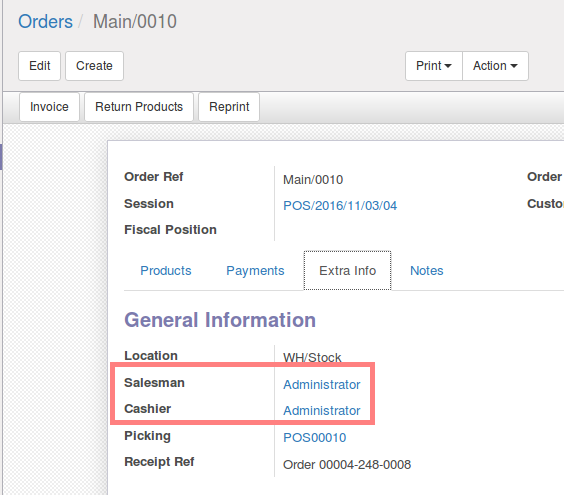 Orders / Main/0010
Edit Create Print Action
Invoice Return Products Reprint
Order Ref Main/0010 Order
Session POS/2016/11/03/04 Custo
Fiscal Position
Products Payments Extra Info Notes
General Information
Location WH/Stock
Salesman Administrator
Cashier Administrator
Picking POS00010
Receipt Ref Order 00004-248-0008